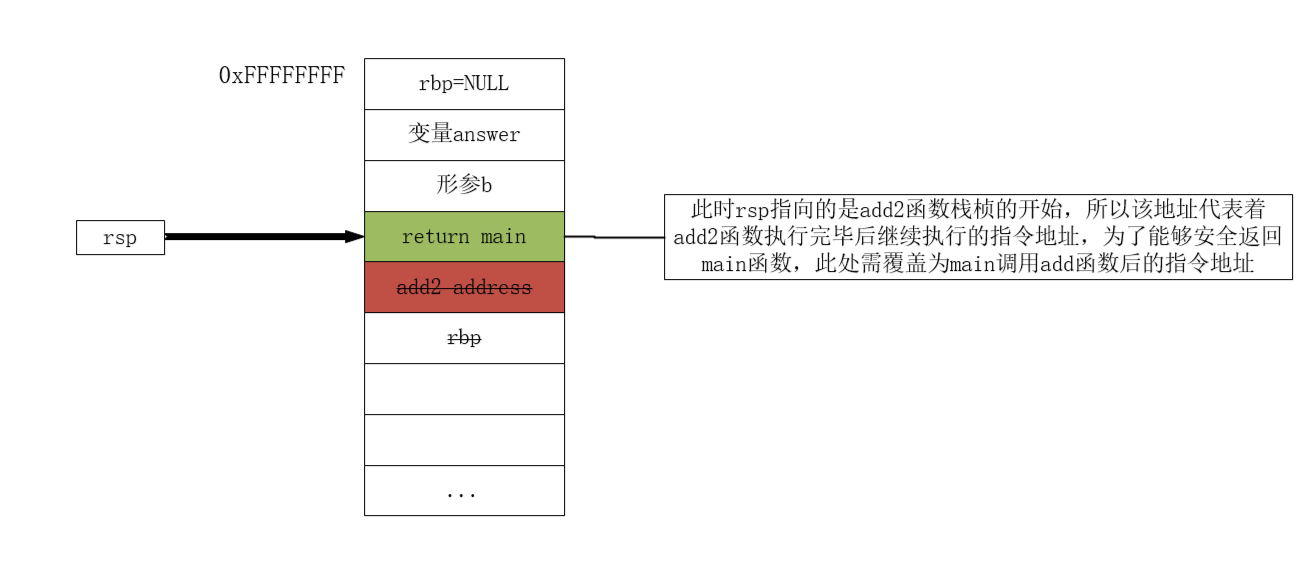 0xFFFFFFFF
rbp=NULL
变量answer
形参b
rsp
return main
add2 address
rbp
...
此时rsp指向的是add2函数栈桢的开始，所以该地址代表着
add2函数执行完毕后继续执行的指令地址，为了能够安全返回
main函数，此处需覆盖为main调用add函数后的指令地址